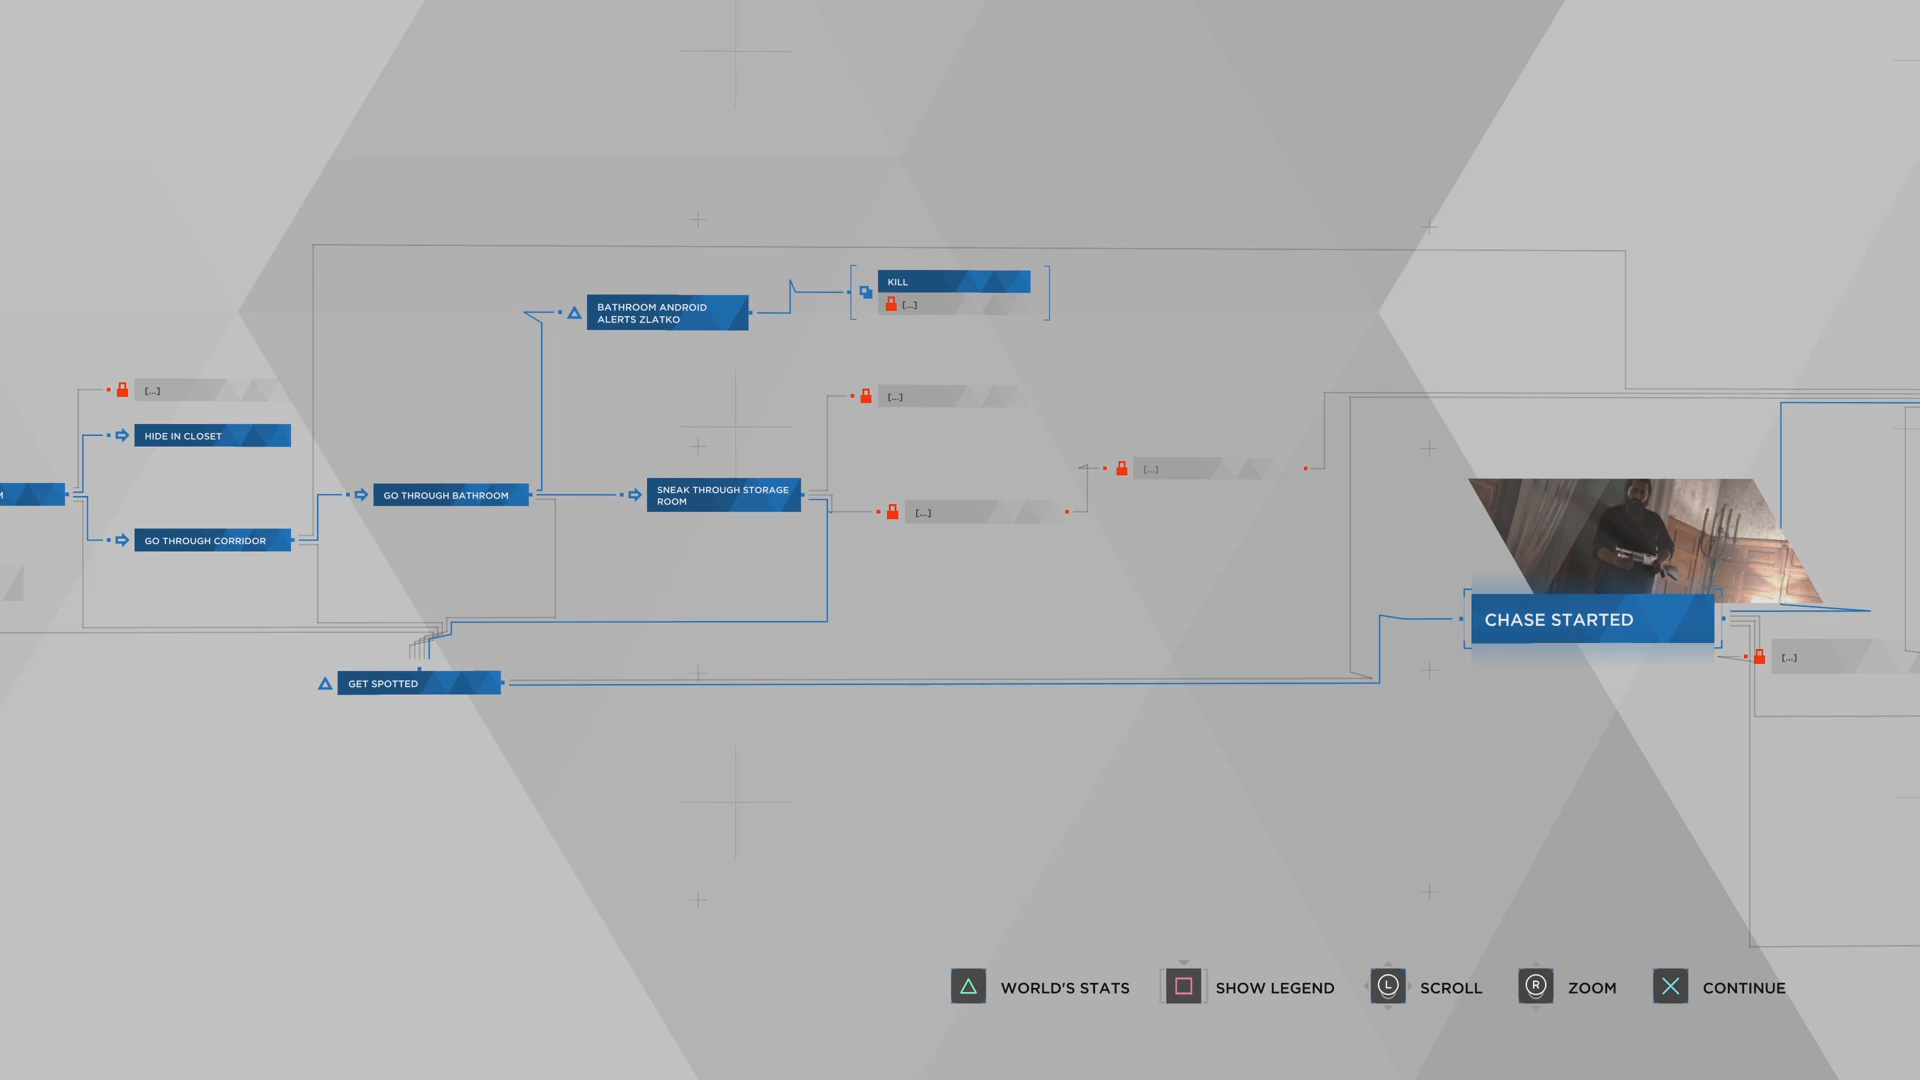 KILL
[...]
BATHROOM ANDROID
ALERTS ZLATKO
[...]
[...]
HIDE IN CLOSET
[...]
M
GO THROUGH BATHROOM
SNEAK THROUGH STORAGE
ROOM
[...]
GO THROUGH CORRIDOR
CHASE STARTED
[...]
GET SPOTTED
WORLD'S STATS
SHOW LEGEND
L
SCROLL
R
ZOOM
CONTINUE